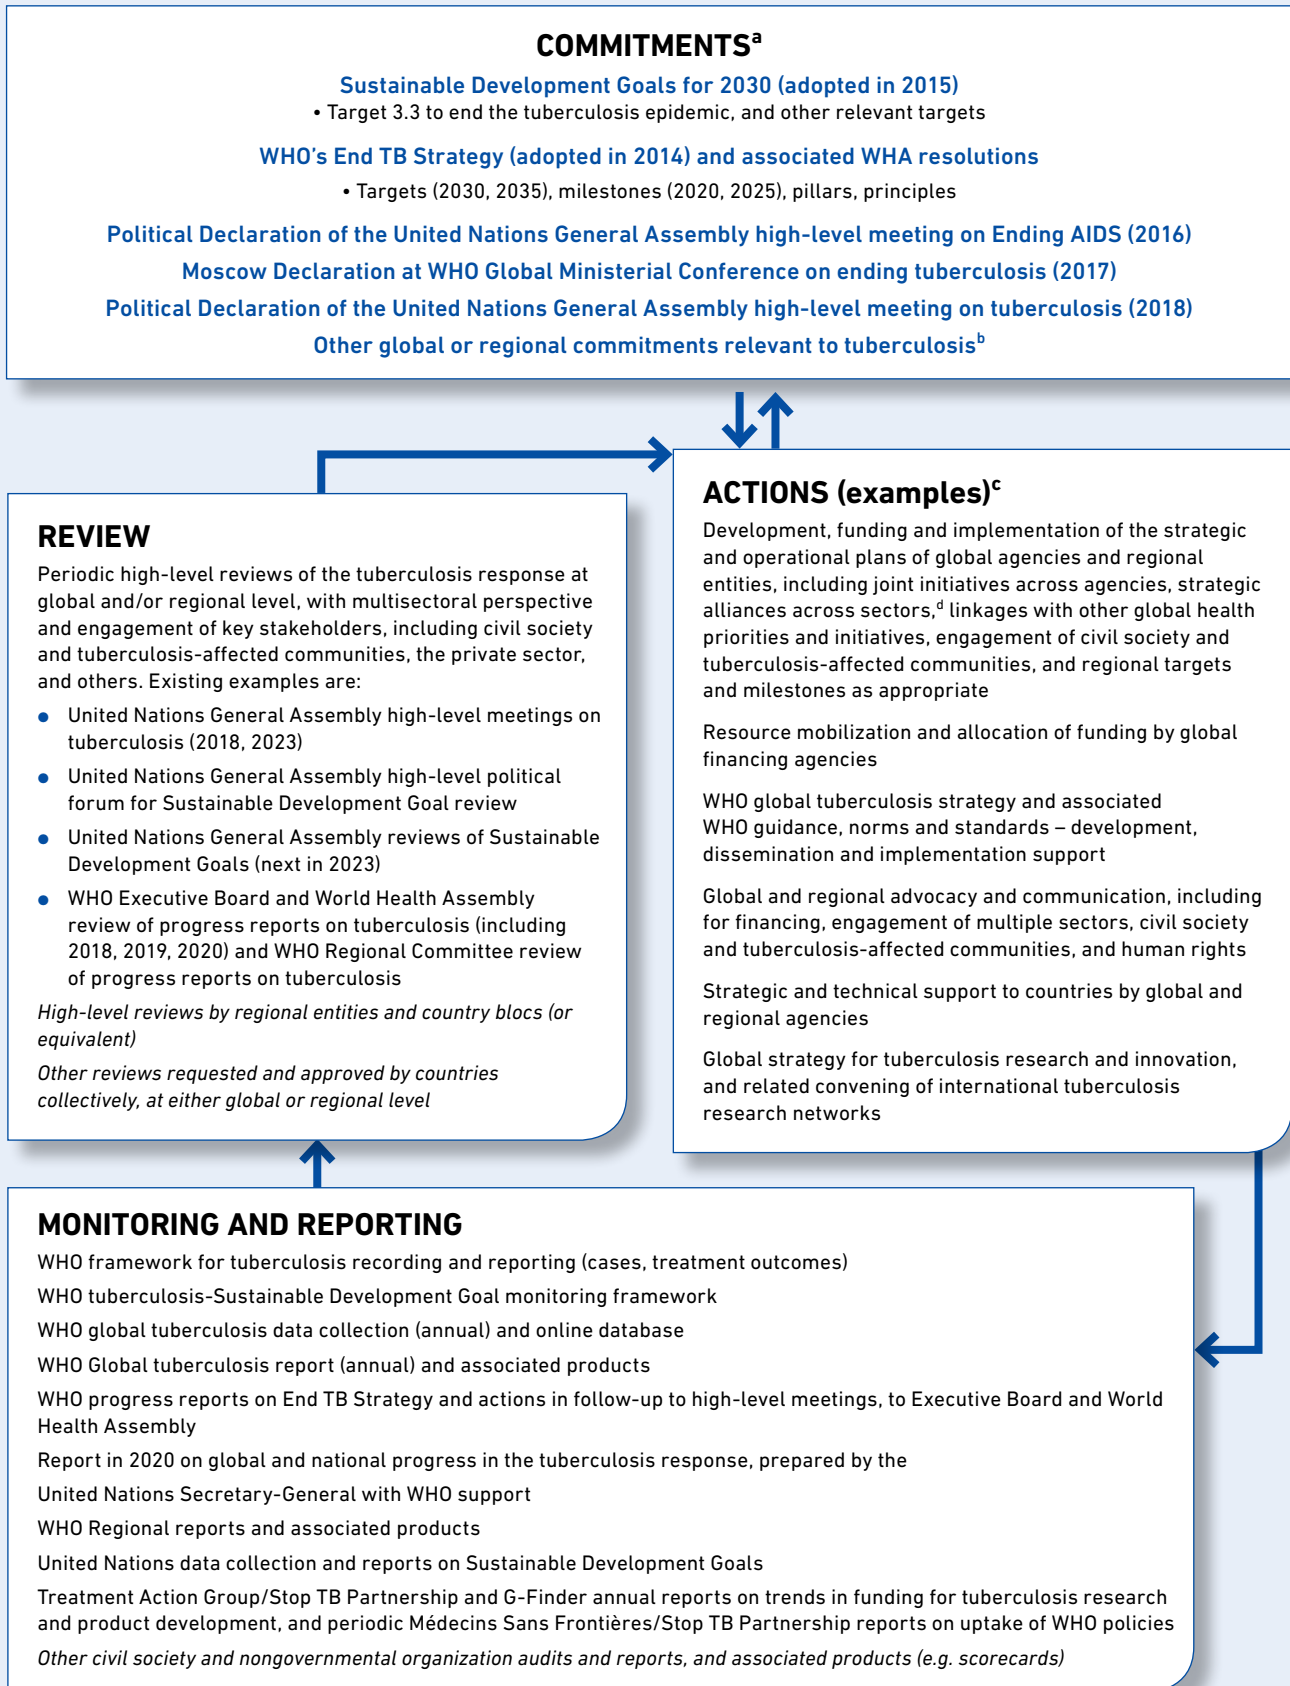 COMMITMENTSᵃ
Sustainable Development Goals for 2030 (adopted in 2015)
• Target 3.3 to end the tuberculosis epidemic, and other relevant targets
WHO's End TB Strategy (adopted in 2014) and associated WHA resolutions
• Targets (2030, 2035), milestones (2020, 2025), pillars, principles
Political Declaration of the United Nations General Assembly high-level meeting on Ending AIDS (2016)
Moscow Declaration at WHO Global Ministerial Conference on ending tuberculosis (2017)
Political Declaration of the United Nations General Assembly high-level meeting on tuberculosis (2018)
Other global or regional commitments relevant to tuberculosisᵇ
REVIEW
Periodic high-level reviews of the tuberculosis response at
global and/or regional level, with multisectoral perspective
and engagement of key stakeholders, including civil society
and tuberculosis-affected communities, the private sector,
and others. Existing examples are:
● United Nations General Assembly high-level meetings on
tuberculosis (2018, 2023)
● United Nations General Assembly high-level political
forum for Sustainable Development Goal review
● United Nations General Assembly reviews of Sustainable
Development Goals (next in 2023)
● WHO Executive Board and World Health Assembly
review of progress reports on tuberculosis (including
2018, 2019, 2020) and WHO Regional Committee review
of progress reports on tuberculosis
High-level reviews by regional entities and country blocs (or
equivalent)
Other reviews requested and approved by countries
collectively, at either global or regional level
ACTIONS (examples)ᶜ
Development, funding and implementation of the strategic
and operational plans of global agencies and regional
entities, including joint initiatives across agencies, strategic
alliances across sectors,ᵈ linkages with other global health
priorities and initiatives, engagement of civil society and
tuberculosis-affected communities, and regional targets
and milestones as appropriate
Resource mobilization and allocation of funding by global
financing agencies
WHO global tuberculosis strategy and associated
WHO guidance, norms and standards – development,
dissemination and implementation support
Global and regional advocacy and communication, including
for financing, engagement of multiple sectors, civil society
and tuberculosis-affected communities, and human rights
Strategic and technical support to countries by global and
regional agencies
Global strategy for tuberculosis research and innovation,
and related convening of international tuberculosis
research networks
MONITORING AND REPORTING
WHO framework for tuberculosis recording and reporting (cases, treatment outcomes)
WHO tuberculosis-Sustainable Development Goal monitoring framework
WHO global tuberculosis data collection (annual) and online database
WHO Global tuberculosis report (annual) and associated products
WHO progress reports on End TB Strategy and actions in follow-up to high-level meetings, to Executive Board and World
Health Assembly
Report in 2020 on global and national progress in the tuberculosis response, prepared by the
United Nations Secretary-General with WHO support
WHO Regional reports and associated products
United Nations data collection and reports on Sustainable Development Goals
Treatment Action Group/Stop TB Partnership and G-Finder annual reports on trends in funding for tuberculosis research
and product development, and periodic Médecins Sans Frontières/Stop TB Partnership reports on uptake of WHO policies
Other civil society and nongovernmental organization audits and reports, and associated products (e.g. scorecards)